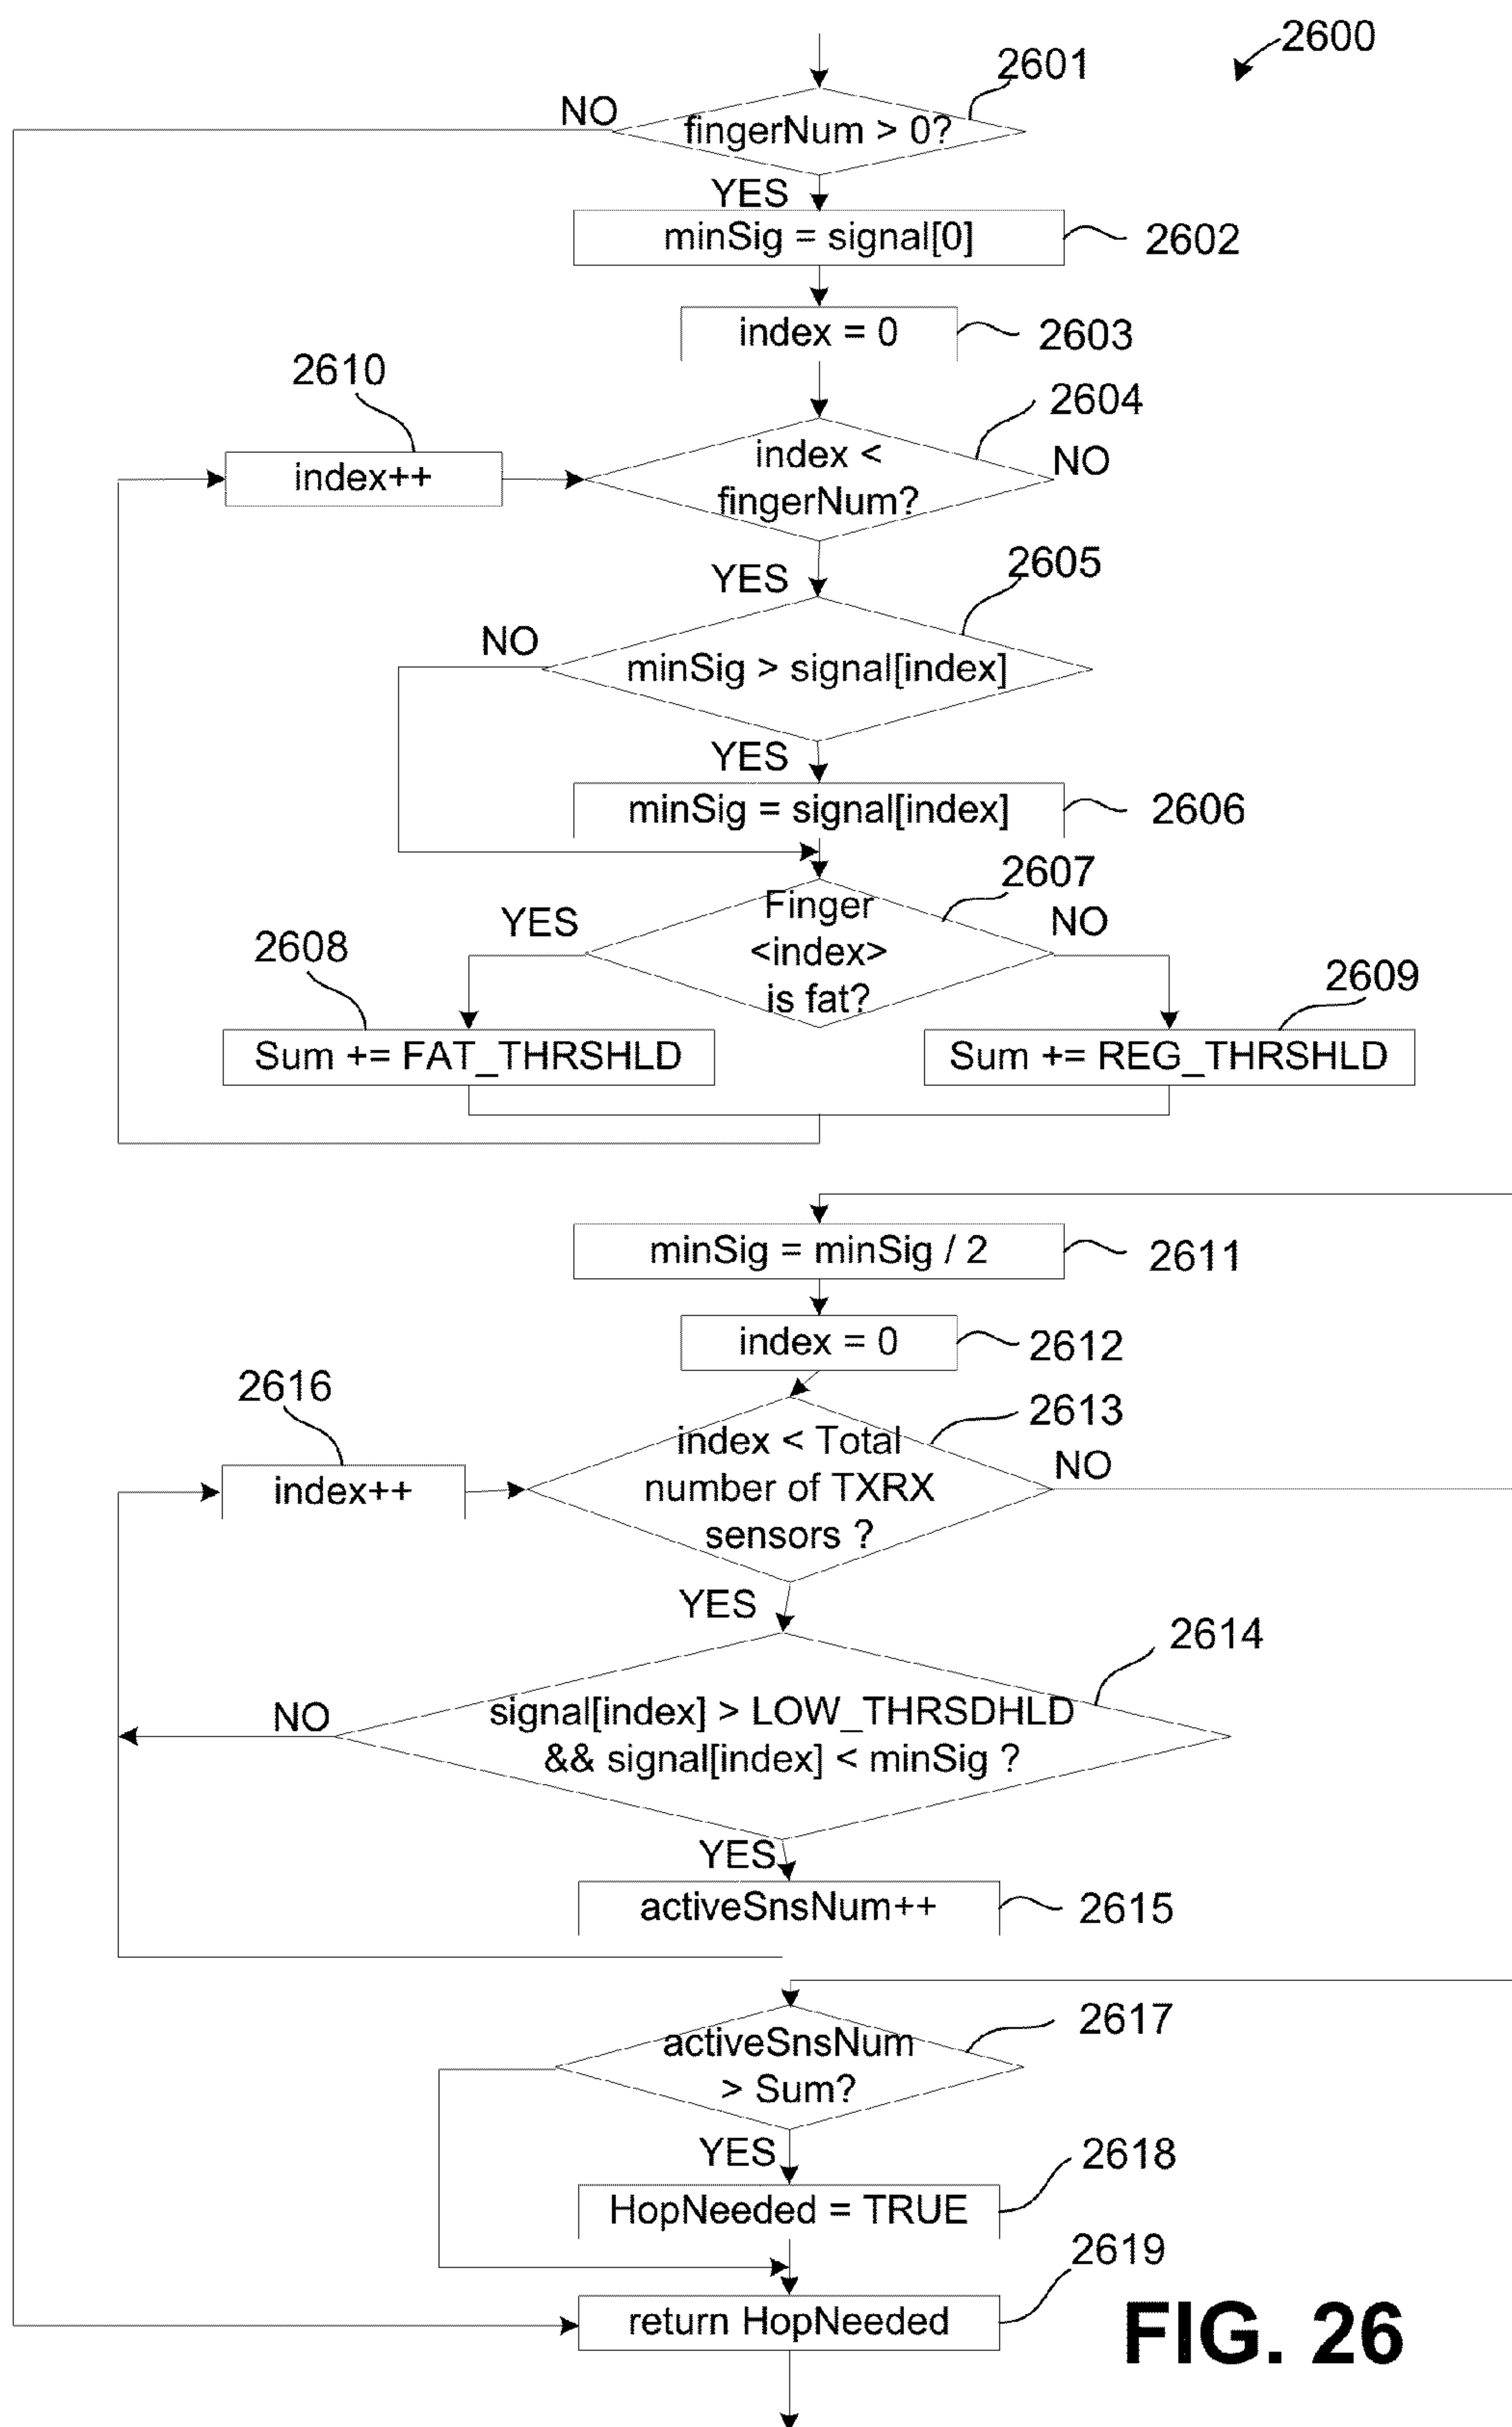 2600
2601
NO
fingerNum > 0?
YES
minSig = signal[0]
2602
index = 0
2603
2610
2604
index++
index <
fingerNum?
NO
YES
2605
NO
minSig > signal[index]
YES
minSig = signal[index]
2606
2607
YES
Finger
<index>
is fat?
NO
2608
2609
Sum += FAT_THRSHLD
Sum += REG_THRSHLD
minSig = minSig / 2
2611
index = 0
2612
2616
2613
index++
index < Total
number of TXRX
sensors ?
NO
YES
2614
NO
signal[index] > LOW_THRSDHLD
&& signal[index] < minSig ?
YES
activeSnsNum++
2615
2617
activeSnsNum
> Sum?
YES
2618
HopNeeded = TRUE
2619
return HopNeeded
FIG. 26